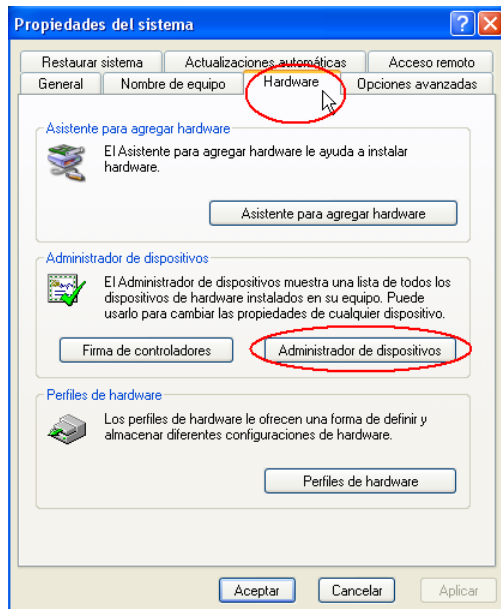 Propiedades del sistema
Restaurar sistema Actualizaciones automáticas Acceso remoto
General Nombre de equipo Hardware Opciones avanzadas
Asistente para agregar hardware
El Asistente para agregar hardware le ayuda a instalar
hardware.
Asistente para agregar hardware
Administrador de dispositivos
El Administrador de dispositivos muestra una lista de todos los
dispositivos de hardware instalados en su equipo. Puede
usarlo para cambiar las propiedades de cualquier dispositivo.
Firma de controladores Administrador de dispositivos
Perfiles de hardware
Los perfiles de hardware le ofrecen una forma de definir y
almacenar diferentes configuraciones de hardware.
Perfiles de hardware
Aceptar Cancelar Aplicar